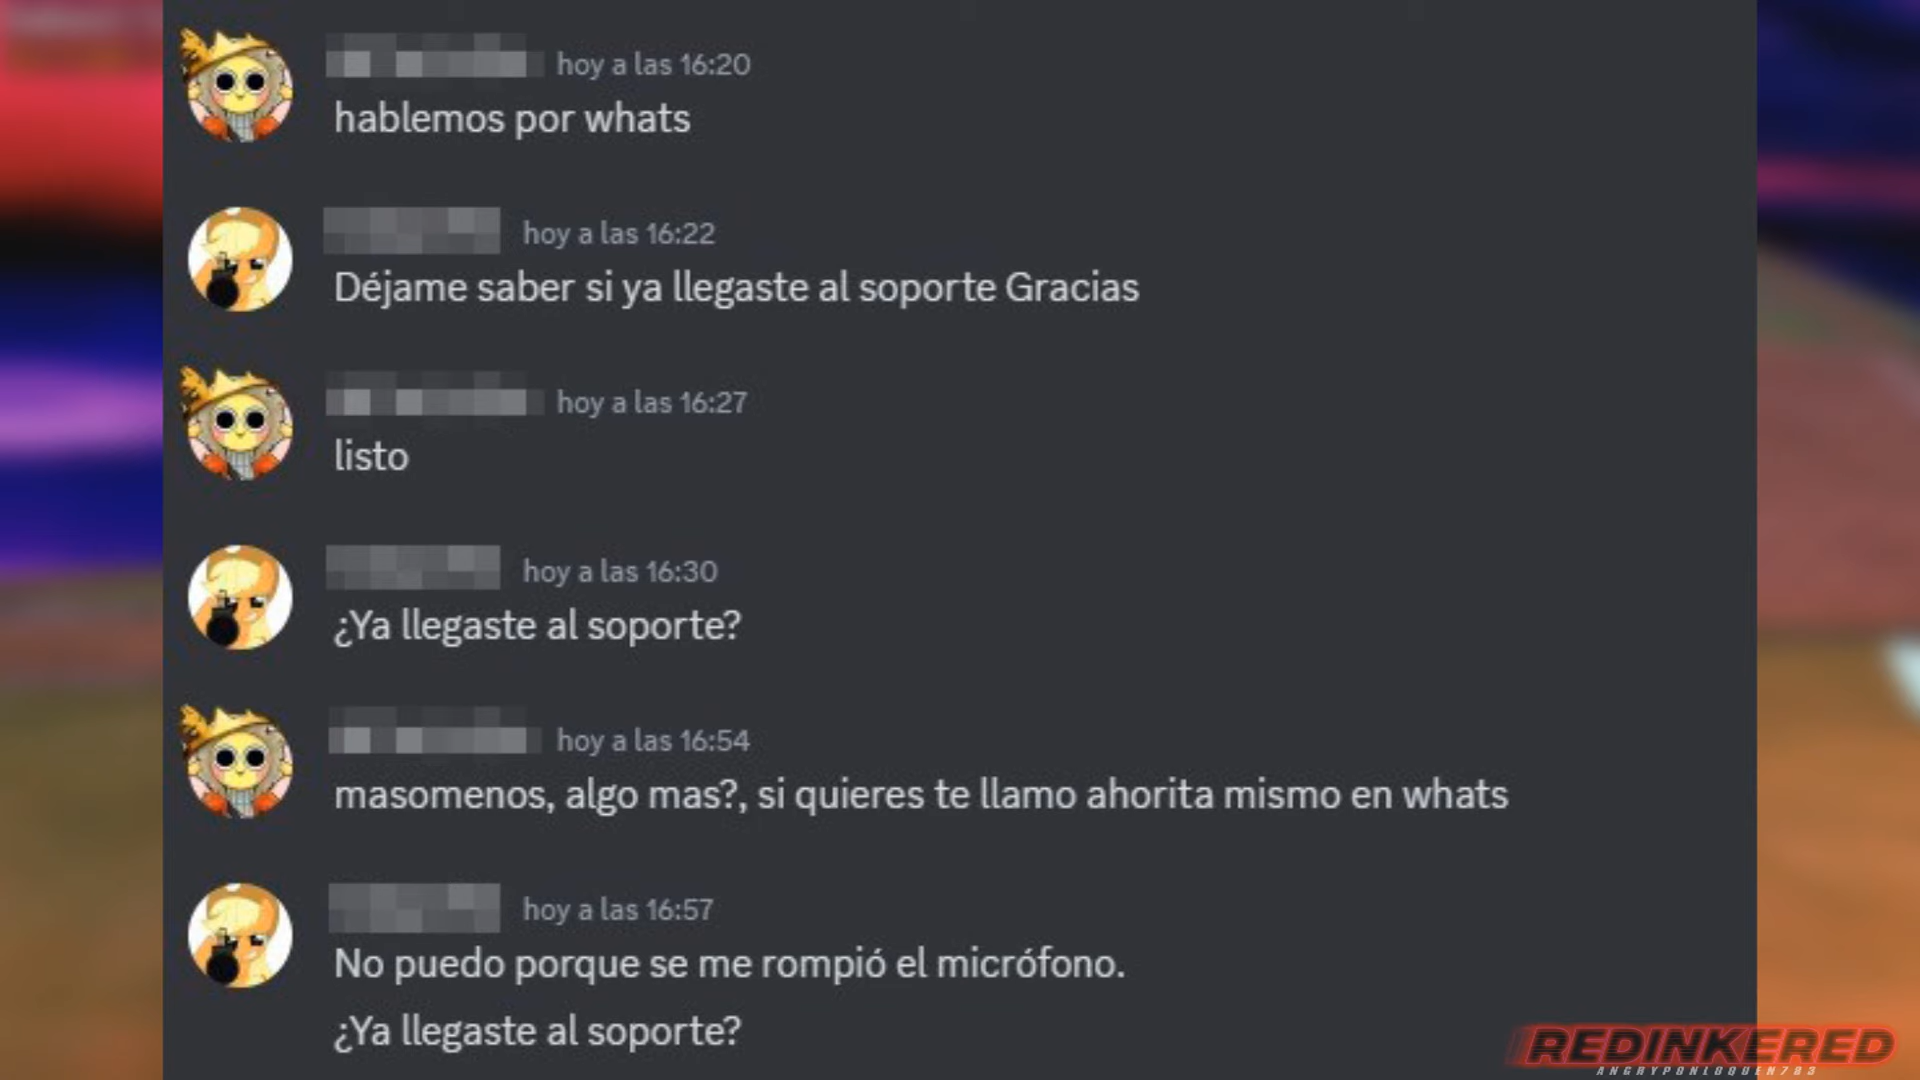 hoy a las 16:20
hablemos por whats
hoy a las 16:22
Déjame saber si ya llegaste al soporte Gracias
hoy a las 16:27
listo
hoy a las 16:30
¿Ya llegaste al soporte?
hoy a las 16:54
masomenos, algo mas?, si quieres te llamo ahorita mismo en whats
hoy a las 16:57
No puedo porque se me rompió el micrófono.
¿Ya llegaste al soporte?
REDINKERED
ANGRYPONLOQUEN783